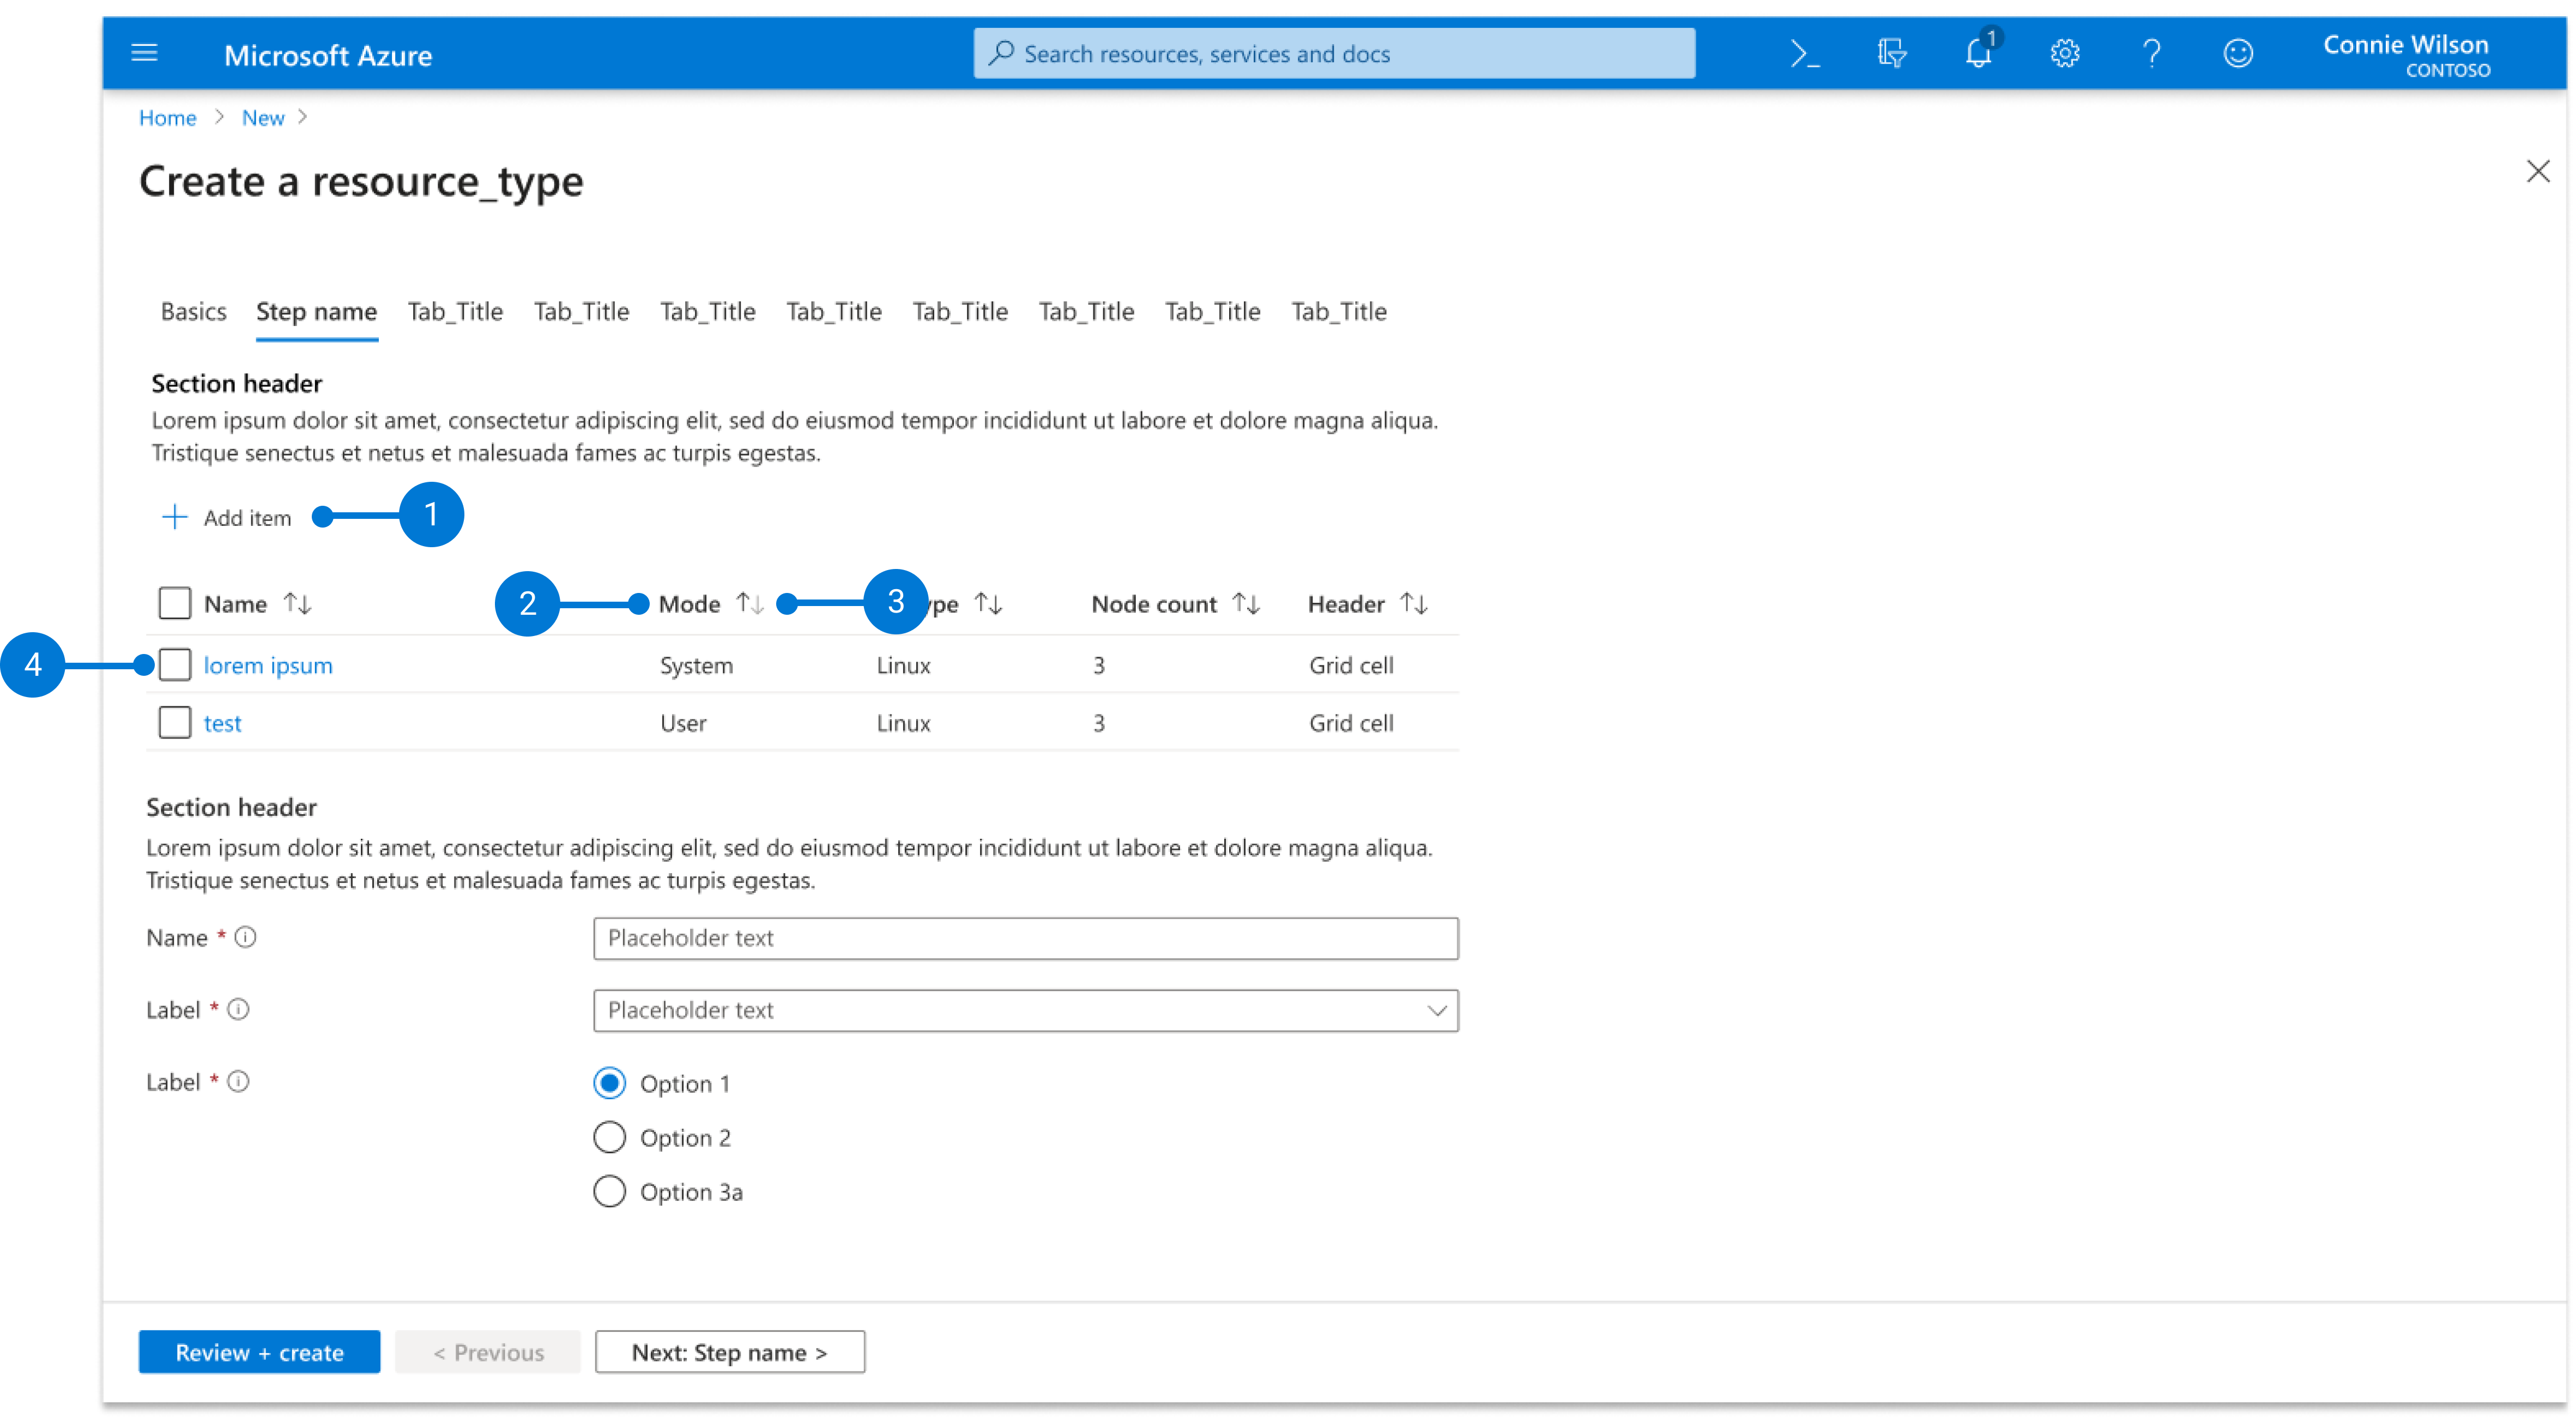 Microsoft Azure
Search resources, services and docs
1
Connie Wilson
CONTOSO
Home > New >
Create a resource_type
Basics Step name Tab_Title Tab_Title Tab_Title Tab_Title Tab_Title Tab_Title Tab_Title Tab_Title
Section header
Lorem ipsum dolor sit amet, consectetur adipiscing elit, sed do eiusmod tempor incididunt ut labore et dolore magna aliqua.
Tristique senectus et netus et malesuada fames ac turpis egestas.
+ Add item 1
Name ↑↓ 2 Mode ↑↓ 3 ype ↑↓ Node count ↑↓ Header ↑↓
4 lorem ipsum System Linux 3 Grid cell
test User Linux 3 Grid cell
Section header
Lorem ipsum dolor sit amet, consectetur adipiscing elit, sed do eiusmod tempor incididunt ut labore et dolore magna aliqua.
Tristique senectus et netus et malesuada fames ac turpis egestas.
Name * Placeholder text
Label * Placeholder text
Label * Option 1
Option 2
Option 3a
Review + create < Previous Next: Step name >